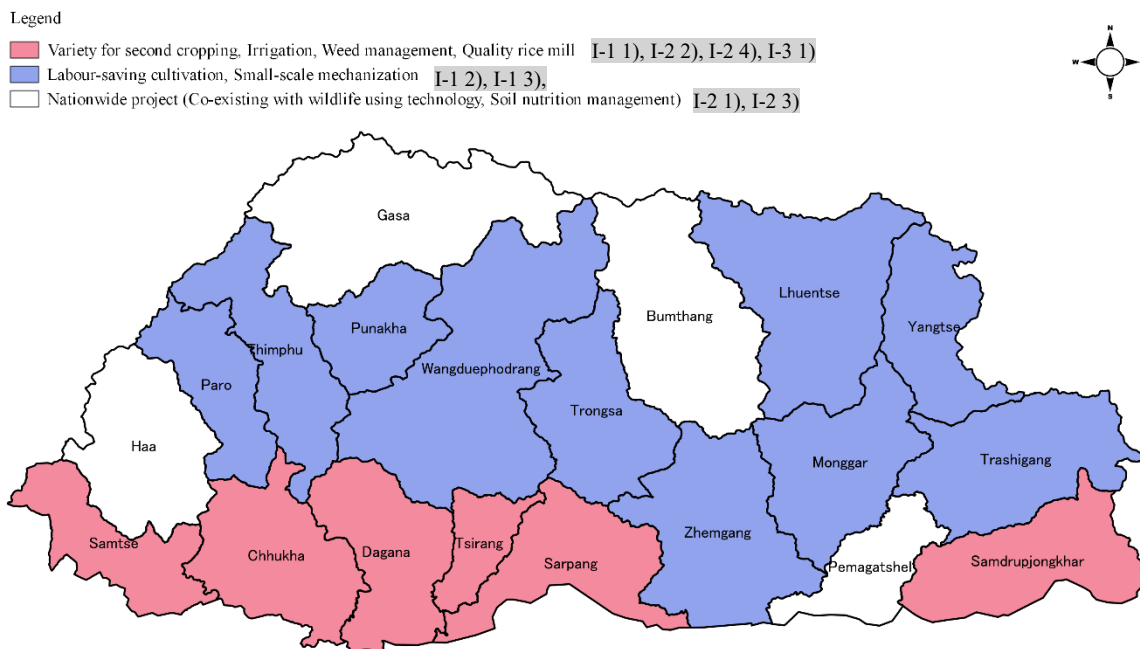 Legend
Variety for second cropping, Irrigation, Weed management, Quality rice mill I-1 1), I-2 2), I-2 4), I-3 1)
Labour-saving cultivation, Small-scale mechanization I-1 2), I-1 3),
Nationwide project (Co-existing with wildlife using technology, Soil nutrition management) I-2 1), I-2 3)
N
W E
S
Gasa
Lhuentse
Bumthang
Punakha
Yangtse
Thimphu
Wangduephodrang
Paro
Trongsa
Haa
Monggar
Trashigang
Zhemgang
Samtse
Tsirang
Chhukha
Dagana
Sarpang
Pemagatshel
Samdrupjongkhar